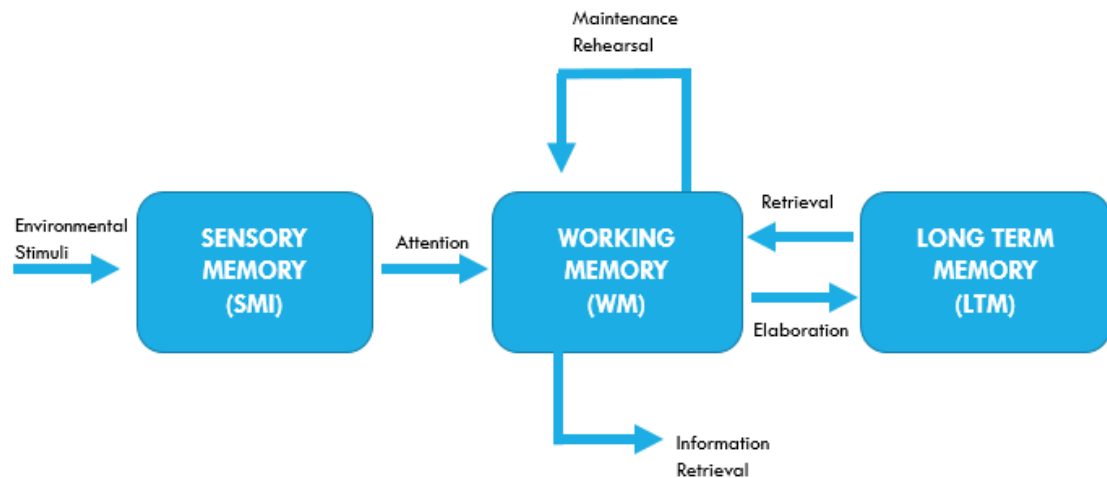 Maintenance
Rehearsal
Environmental
Stimuli
SENSORY
MEMORY
(SMI)
Attention
WORKING
MEMORY
(WM)
Retrieval
Elaboration
LONG TERM
MEMORY
(LTM)
Information
Retrieval